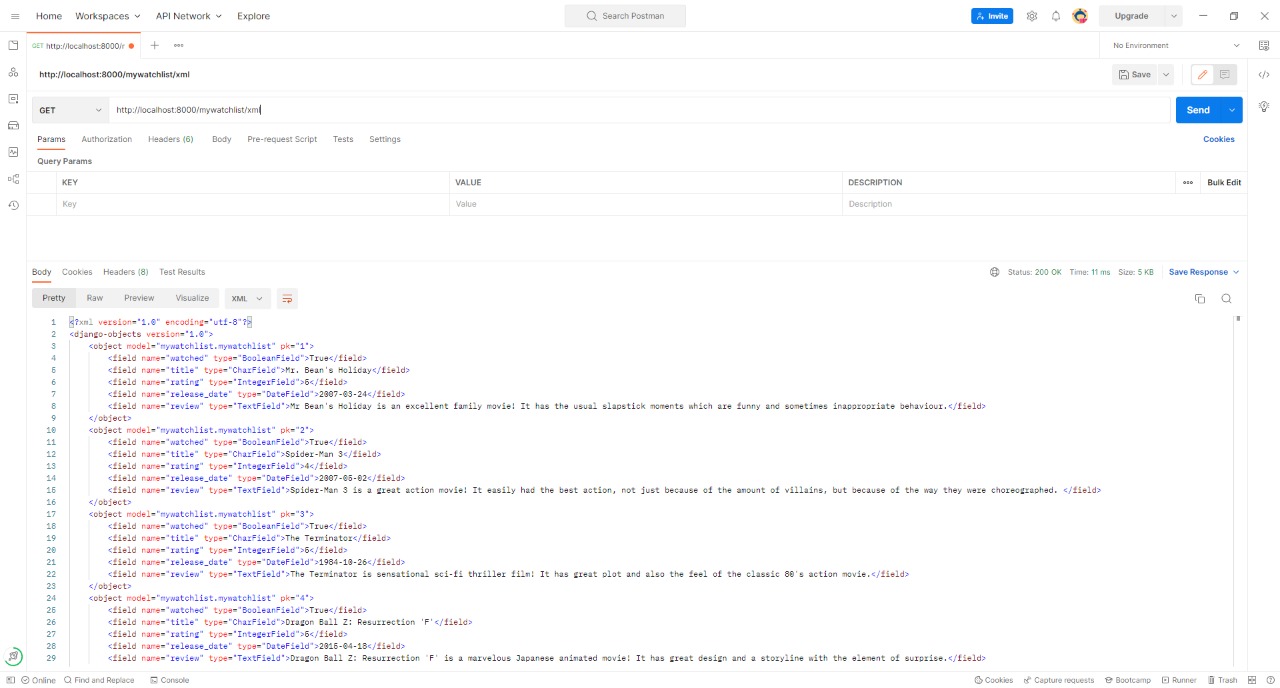 Home Workspaces API Network Explore Search Postman Invite Upgrade
GET http://localhost:8000/r No Environment
http://localhost:8000/mywatchlist/xml Save
GET http://localhost:8000/mywatchlist/xml Send
Params Authorization Headers (6) Body Pre-request Script Tests Settings Cookies
Query Params
KEY VALUE DESCRIPTION Bulk Edit
Key Value Description
Body Cookies Headers (8) Test Results Status: 200 OK Time: 11 ms Size: 5 KB Save Response
Pretty Raw Preview Visualize XML
1 <?xml version="1.0" encoding="utf-8"?>
2 <django-objects version="1.0">
3 <object model="mywatchlist.mywatchlist" pk="1">
4 <field name="watched" type="BooleanField">True</field>
5 <field name="title" type="CharField">Mr. Bean's Holiday</field>
6 <field name="rating" type="IntegerField">5</field>
7 <field name="release_date" type="DateField">2007-03-24</field>
8 <field name="review" type="TextField">Mr Bean's Holiday is an excellent family movie! It has the usual slapstick moments which are funny and sometimes inappropriate behaviour.</field>
9 </object>
10 <object model="mywatchlist.mywatchlist" pk="2">
11 <field name="watched" type="BooleanField">True</field>
12 <field name="title" type="CharField">Spider-Man 3</field>
13 <field name="rating" type="IntegerField">4</field>
14 <field name="release_date" type="DateField">2007-05-02</field>
15 <field name="review" type="TextField">Spider-Man 3 is a great action movie! It easily had the best action, not just because of the amount of villains, but because of the way they were choreographed. </field>
16 </object>
17 <object model="mywatchlist.mywatchlist" pk="3">
18 <field name="watched" type="BooleanField">True</field>
19 <field name="title" type="CharField">The Terminator</field>
20 <field name="rating" type="IntegerField">5</field>
21 <field name="release_date" type="DateField">1984-10-26</field>
22 <field name="review" type="TextField">The Terminator is sensational sci-fi thriller film! It has great plot and also the feel of the classic 80's action movie.</field>
23 </object>
24 <object model="mywatchlist.mywatchlist" pk="4">
25 <field name="watched" type="BooleanField">True</field>
26 <field name="title" type="CharField">Dragon Ball Z: Resurrection 'F'</field>
27 <field name="rating" type="IntegerField">5</field>
28 <field name="release_date" type="DateField">2015-04-18</field>
29 <field name="review" type="TextField">Dragon Ball Z: Resurrection 'F' is a marvelous Japanese animated movie! It has great design and a storyline with the element of surprise.</field>
Online Find and Replace Console Cookies Capture requests Bootcamp Runner Trash